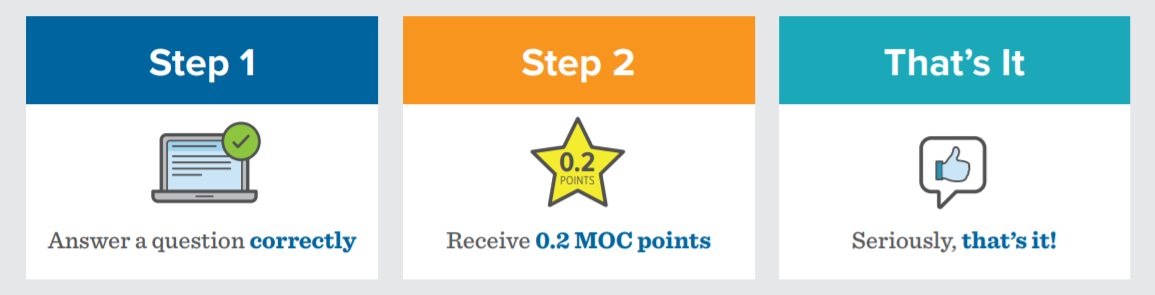 Step 1
Answer a question correctly
Step 2
0.2
POINTS
Receive 0.2 MOC points
That's It
Seriously, that's it!